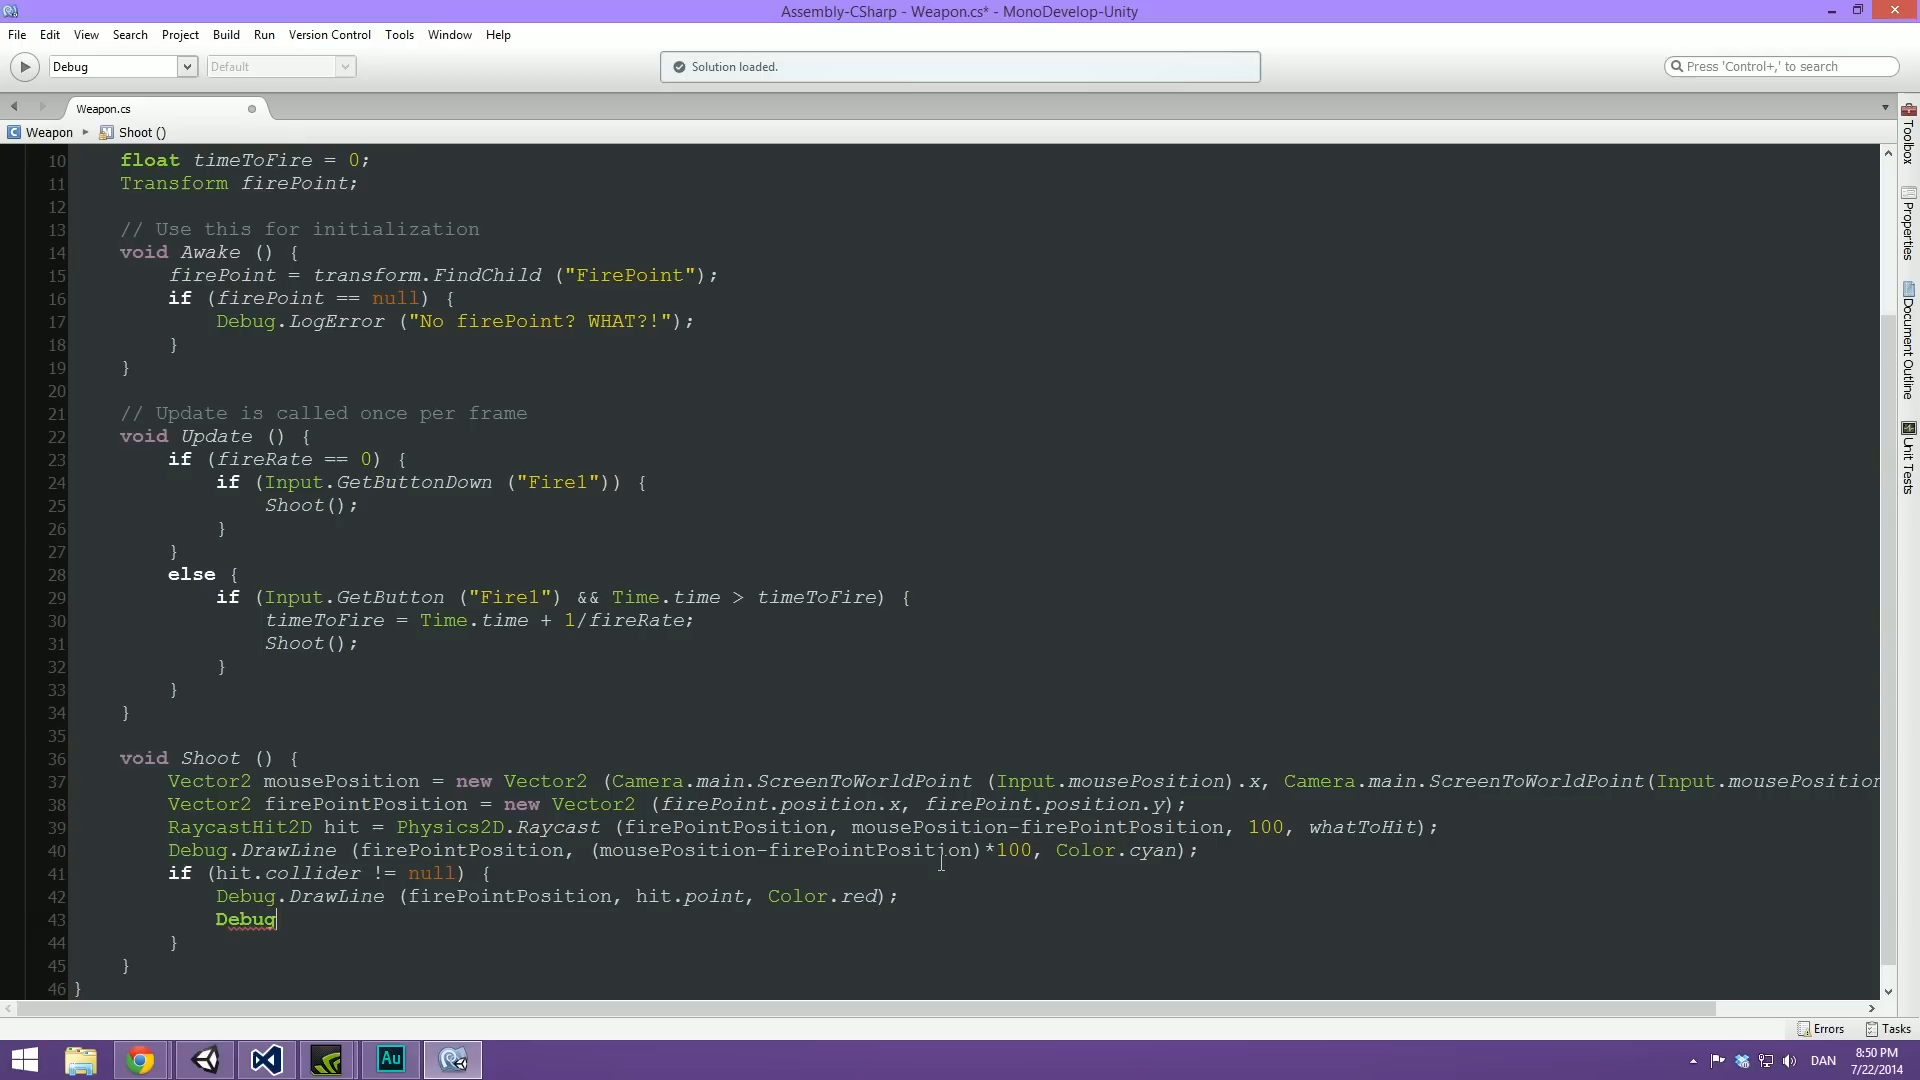 Assembly-CSharp - Weapon.cs* - MonoDevelop-Unity
File Edit View Search Project Build Run Version Control Tools Window Help
Debug Default Solution loaded. Press 'Control+,' to search
Weapon.cs
Weapon Shoot ()
10 float timeToFire = 0;
11 Transform firePoint;
12
13 // Use this for initialization
14 void Awake () {
15 firePoint = transform.FindChild ("FirePoint");
16 if (firePoint == null) {
17 Debug.LogError ("No firePoint? WHAT?!");
18 }
19 }
20
21 // Update is called once per frame
22 void Update () {
23 if (fireRate == 0) {
24 if (Input.GetButtonDown ("Fire1")) {
25 Shoot();
26 }
27 }
28 else {
29 if (Input.GetButton ("Fire1") && Time.time > timeToFire) {
30 timeToFire = Time.time + 1/fireRate;
31 Shoot();
32 }
33 }
34 }
35
36 void Shoot () {
37 Vector2 mousePosition = new Vector2 (Camera.main.ScreenToWorldPoint (Input.mousePosition).x, Camera.main.ScreenToWorldPoint(Input.mousePosition
38 Vector2 firePointPosition = new Vector2 (firePoint.position.x, firePoint.position.y);
39 RaycastHit2D hit = Physics2D.Raycast (firePointPosition, mousePosition-firePointPosition, 100, whatToHit);
40 Debug.DrawLine (firePointPosition, (mousePosition-firePointPosition)*100, Color.cyan);
41 if (hit.collider != null) {
42 Debug.DrawLine (firePointPosition, hit.point, Color.red);
43 Debug
44 }
45 }
46 }
Toolbox
Properties
Document Outline
Unit Tests
Errors Tasks
Au
DAN
8:50 PM
7/22/2014